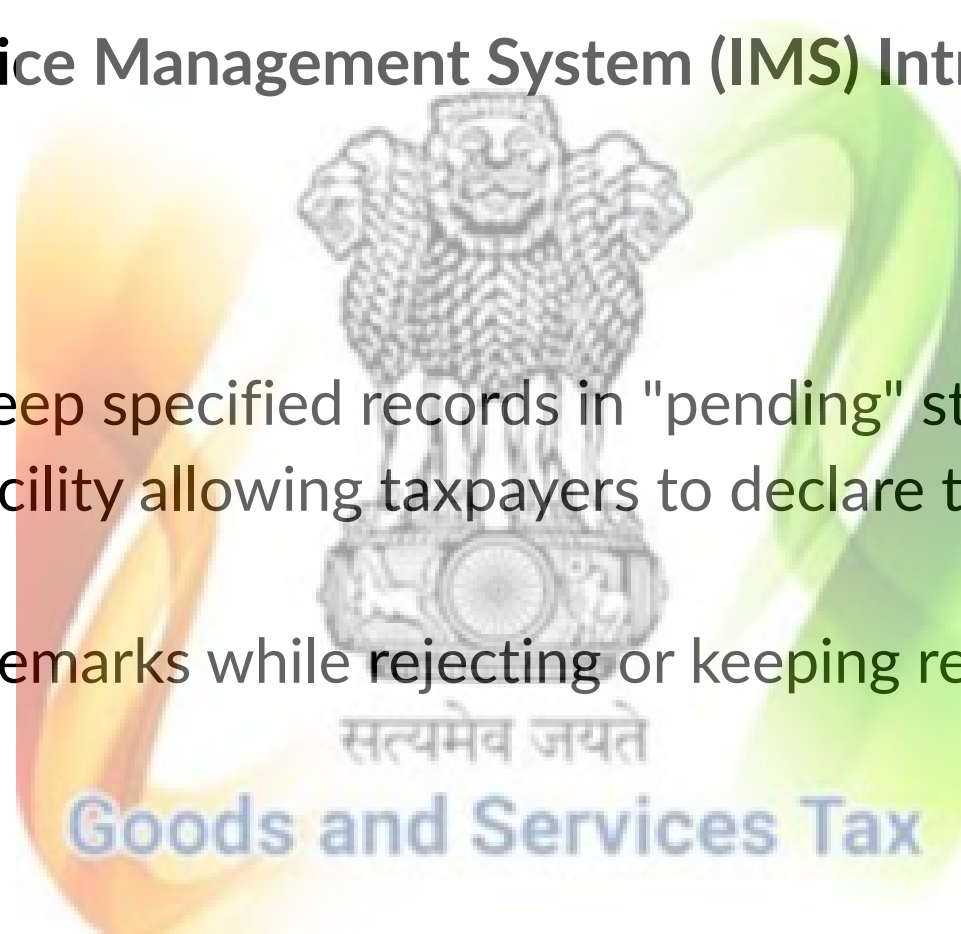 ice Management System (IMS) Intr
eep specified records in "pending" st
cility allowing taxpayers to declare t
emarks while rejecting or keeping re
सत्यमेव जयते
Goods and Services Tax